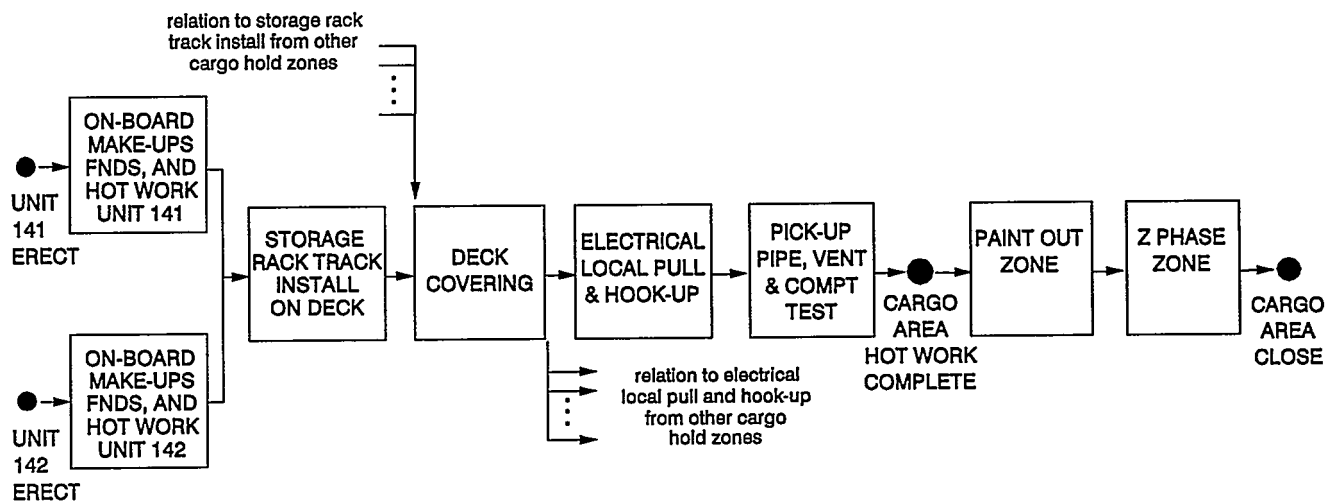 relation to storage rack
track install from other
cargo hold zones
ON-BOARD
MAKE-UPS
FNDS, AND
HOT WORK
UNIT 141
UNIT
141
ERECT
STORAGE
RACK TRACK
INSTALL
ON DECK
DECK
COVERING
ELECTRICAL
LOCAL PULL
& HOOK-UP
PICK-UP
PIPE, VENT
& COMPT
TEST
CARGO
AREA
HOT WORK
COMPLETE
PAINT OUT
ZONE
Z PHASE
ZONE
CARGO
AREA
CLOSE
ON-BOARD
MAKE-UPS
FNDS, AND
HOT WORK
UNIT 142
UNIT
142
ERECT
relation to electrical
local pull and hook-up
from other cargo
hold zones